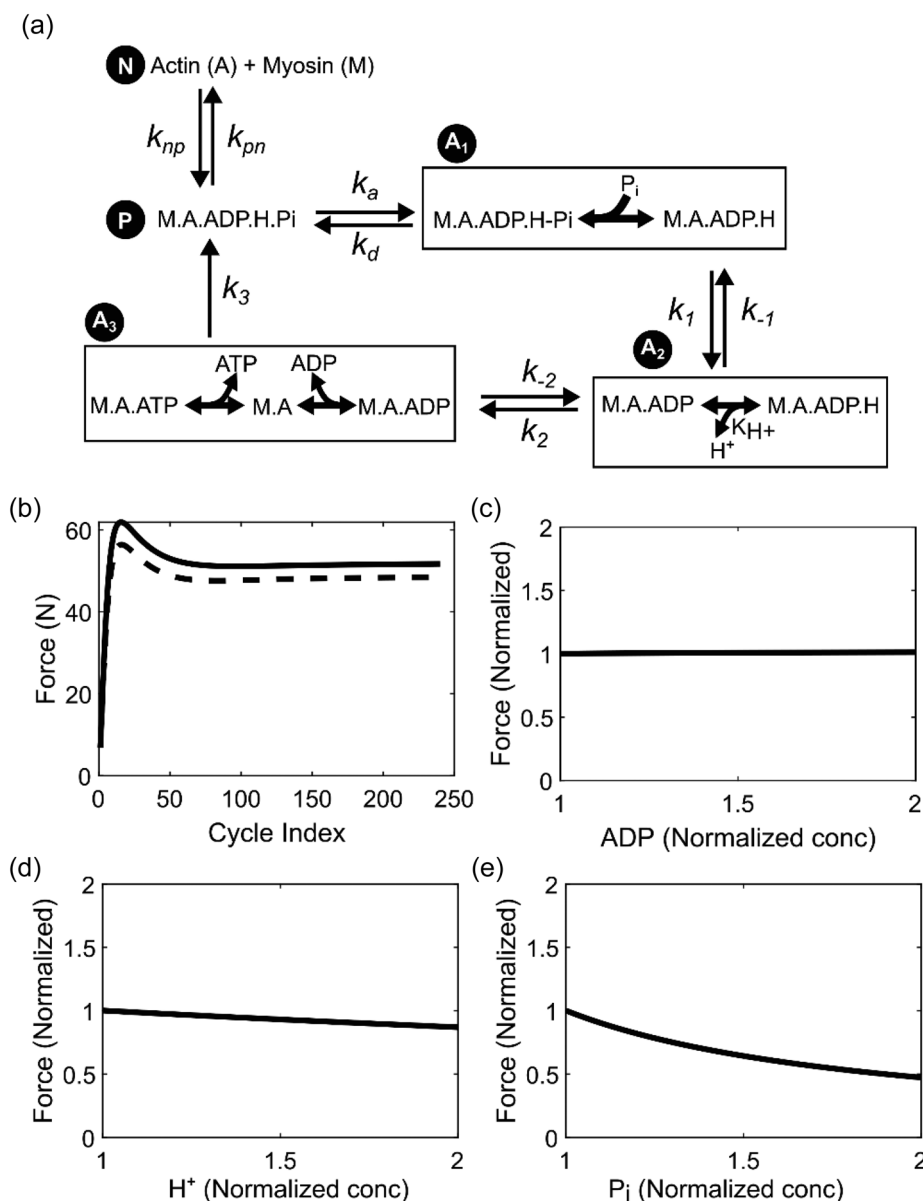 (a)
N Actin (A) + Myosin (M)
k_np k_pn
A₁
P_i
M.A.ADP.H-Pi M.A.ADP.H
P M.A.ADP.H.Pi
k_a
k_d
k_3
k_1 k_-1
A₃
ATP ADP
M.A.ATP M.A M.A.ADP
k_-2
k_2
A₂
M.A.ADP M.A.ADP.H
K_H+
H⁺
(b)
Force (N)
60
40
20
0
0 50 100 150 200 250
Cycle Index
(c)
Force (Normalized)
2
1.5
1
0.5
0
1 1.5 2
ADP (Normalized conc)
(d)
Force (Normalized)
2
1.5
1
0.5
0
1 1.5 2
H⁺ (Normalized conc)
(e)
Force (Normalized)
2
1.5
1
0.5
0
1 1.5 2
P_i (Normalized conc)